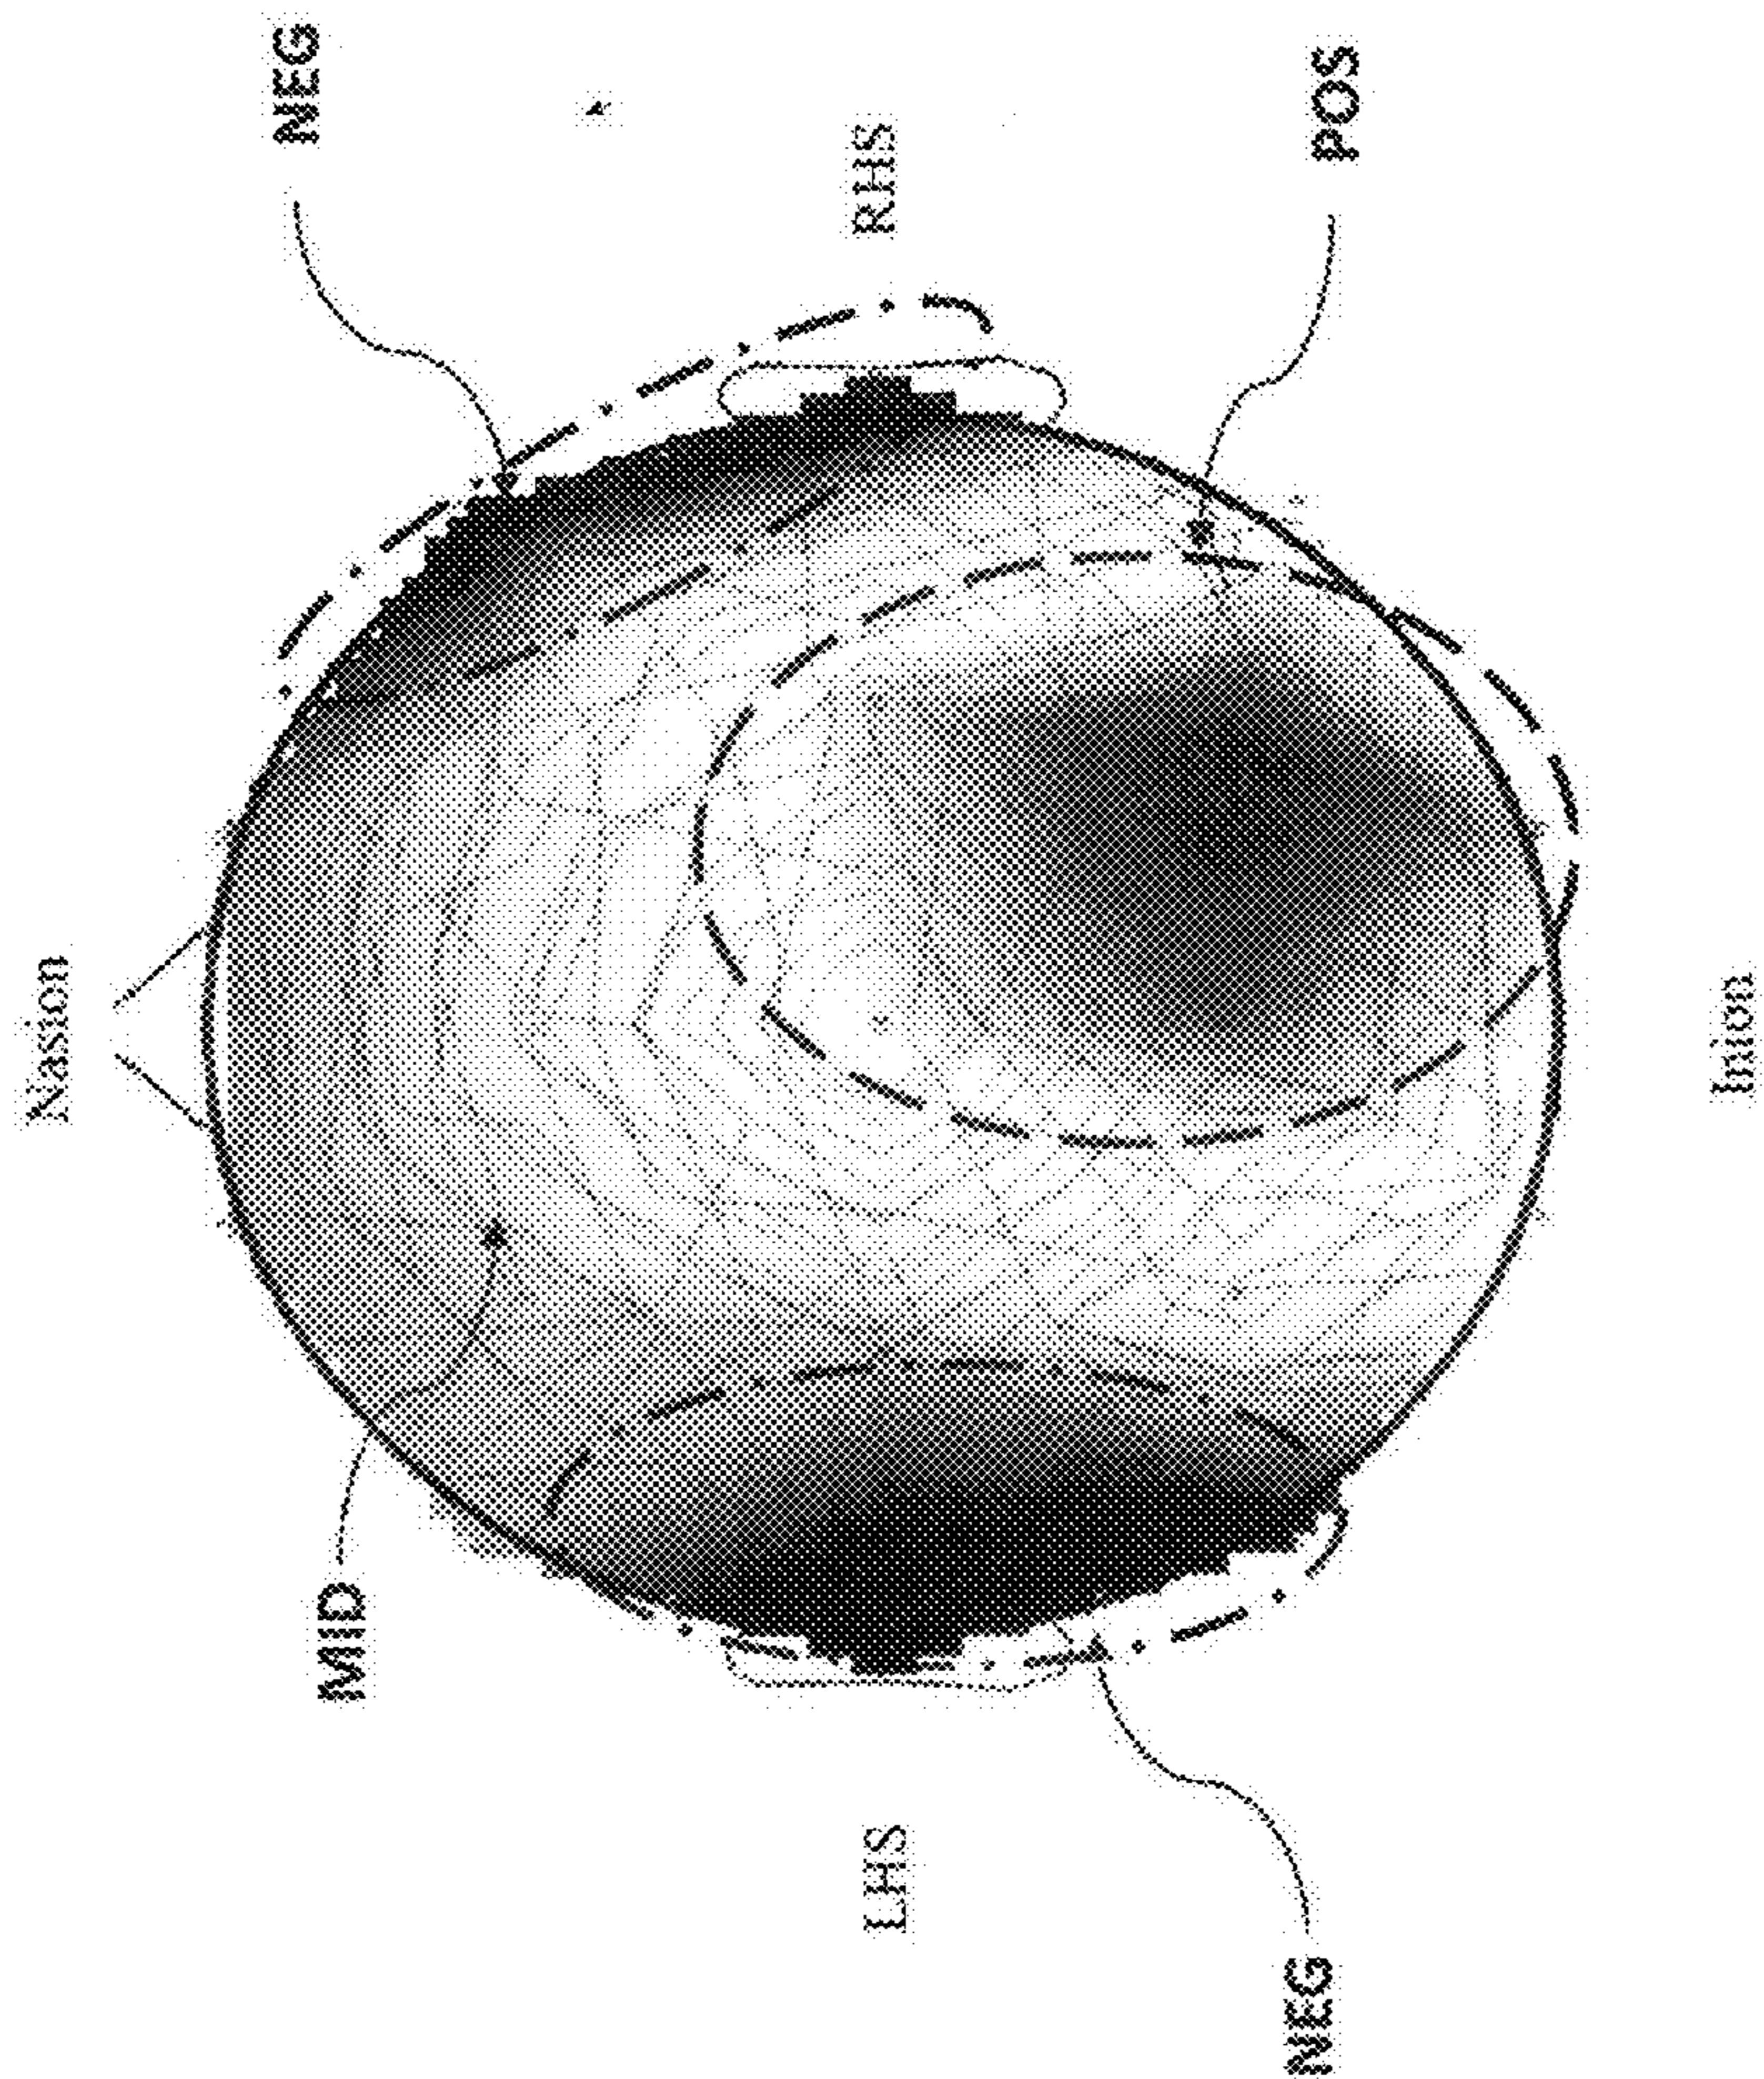 Nasion
MID
NEG
LHS
RHS
NEG
POS
Inion